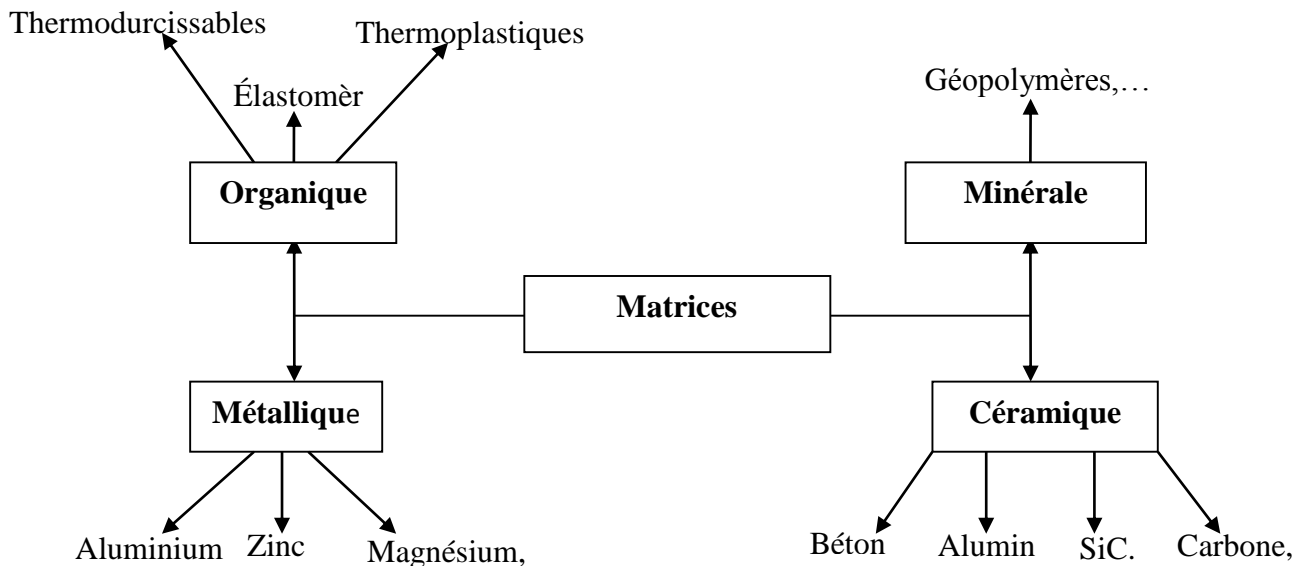 Thermodurcissables
Thermoplastiques
Élastomèr
Géopolymères,…
Organique
Minérale
Matrices
Métallique
Céramique
Aluminium
Zinc
Magnésium,
Béton
Alumin
SiC.
Carbone,